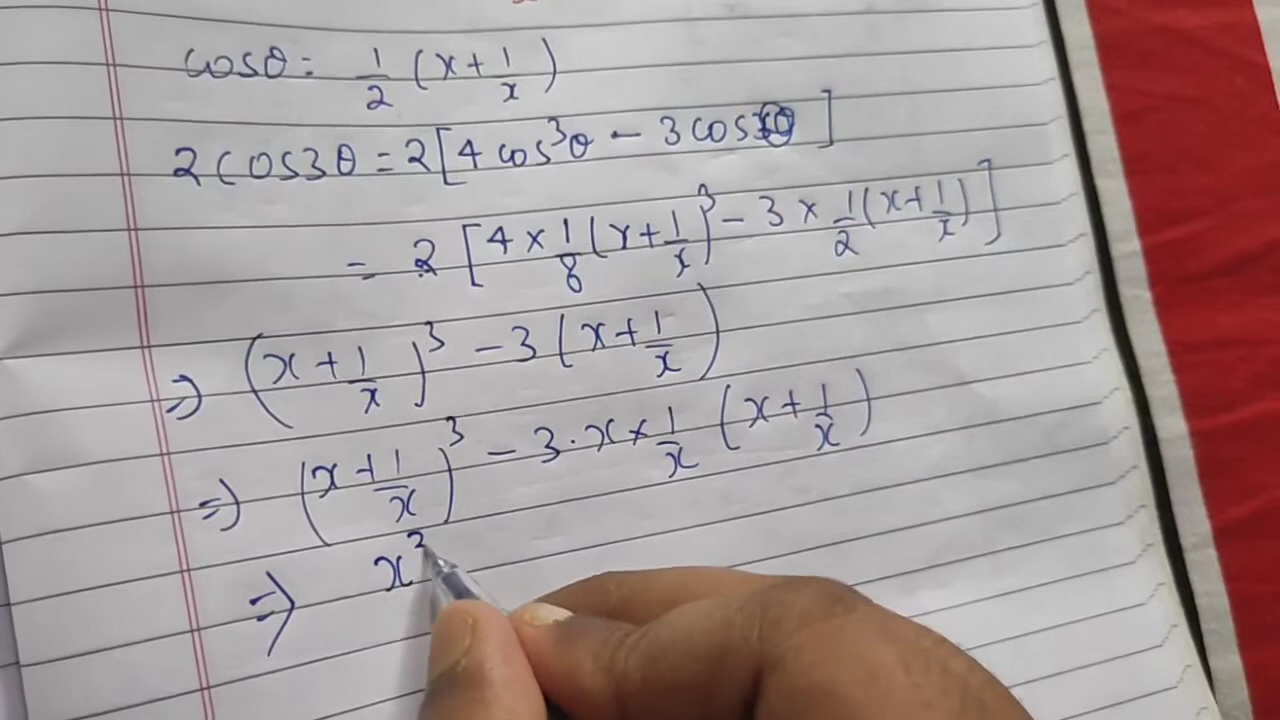 cosθ = 1/2 (x + 1/x)
2cos3θ = 2[4cos³θ - 3cosθ]
= 2 [4 × 1/8 (x + 1/x)³ - 3 × 1/2 (x + 1/x)]
⇒ (x + 1/x)³ - 3(x + 1/x)
⇒ (x + 1/x)³ - 3·x × 1/x (x + 1/x)
⇒ x³